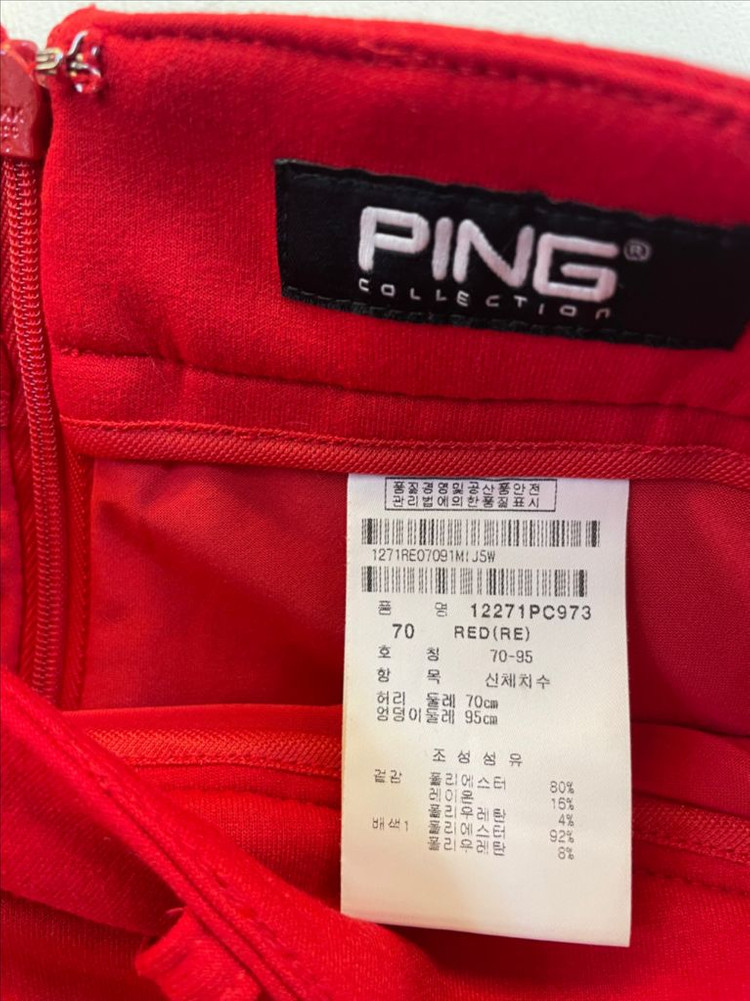 PING®
COLLECTION
품질경영및공산품안전
관리법에의한품질표시
1271RE07091M(JSW
품 명 12271PC973
70 RED(RE)
호 칭 70-95
항 목 신체치수
허리 둘레 70cm
엉덩이둘레 95cm
조 성 섬 유
겉감 폴리에스터 80%
레이온 16%
폴리우레탄 4%
배색1 폴리에스터 92%
폴리우레탄 8%